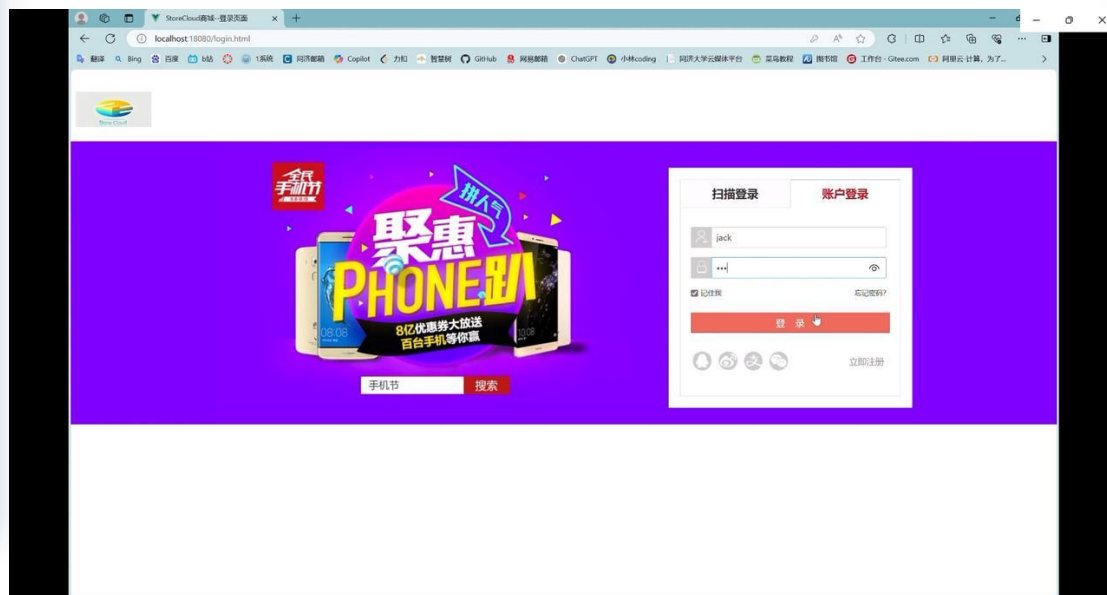 StoreCloud商城--登录页面
localhost:18080/login.html
翻译 Bing 百度 b站 1系统 同济邮箱 Copilot 力扣 智慧树 GitHub 网易邮箱 ChatGPT 小林coding 同济大学云媒体平台 菜鸟教程 图书馆 工作台 - Gitee.com 阿里云-计算，为了...
Store Cloud
全民
手机节
拼人气
聚惠
PHONE趴
8亿优惠券大放送
百台手机等你赢
08:08
10:08
手机节 搜索
扫描登录 账户登录
jack
•••
记住我 忘记密码?
登 录
立即注册